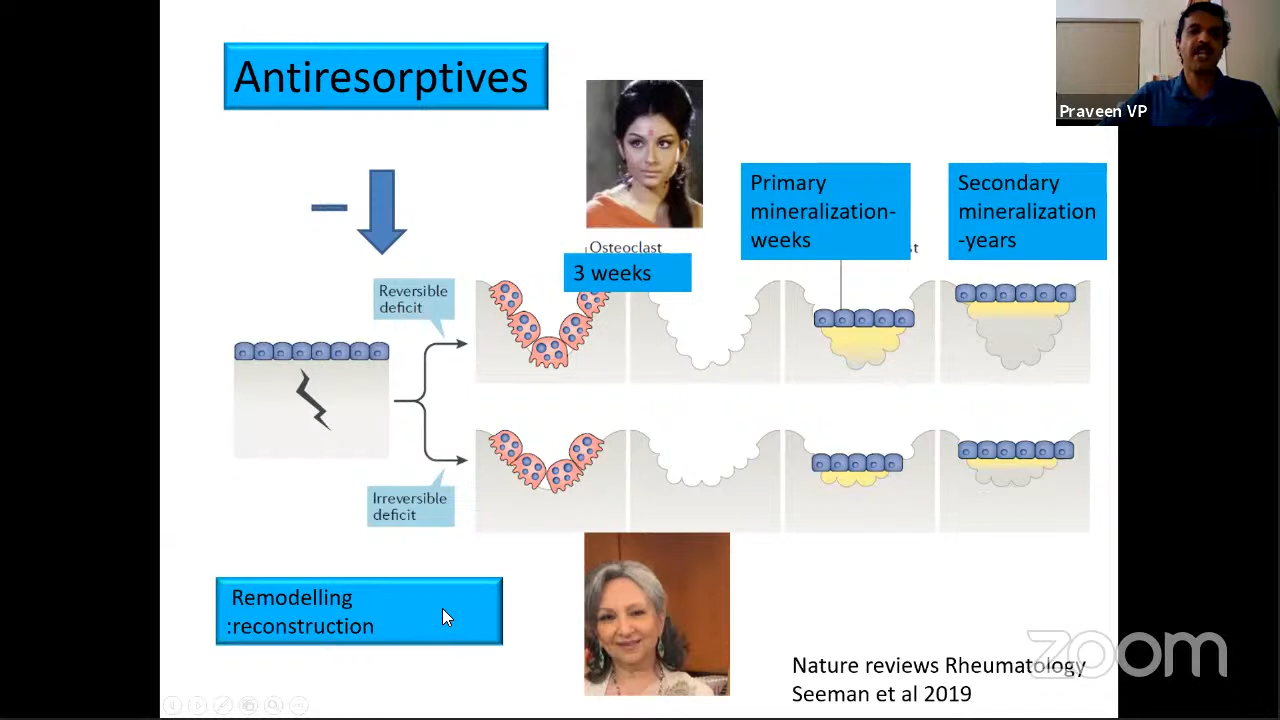 Antiresorptives
Praveen VP
Primary
mineralization-
weeks
Secondary
mineralization
-years
Osteoclast
st
3 weeks
Reversible
deficit
Irreversible
deficit
Remodelling
:reconstruction
zoom
Nature reviews Rheumatology
Seeman et al 2019